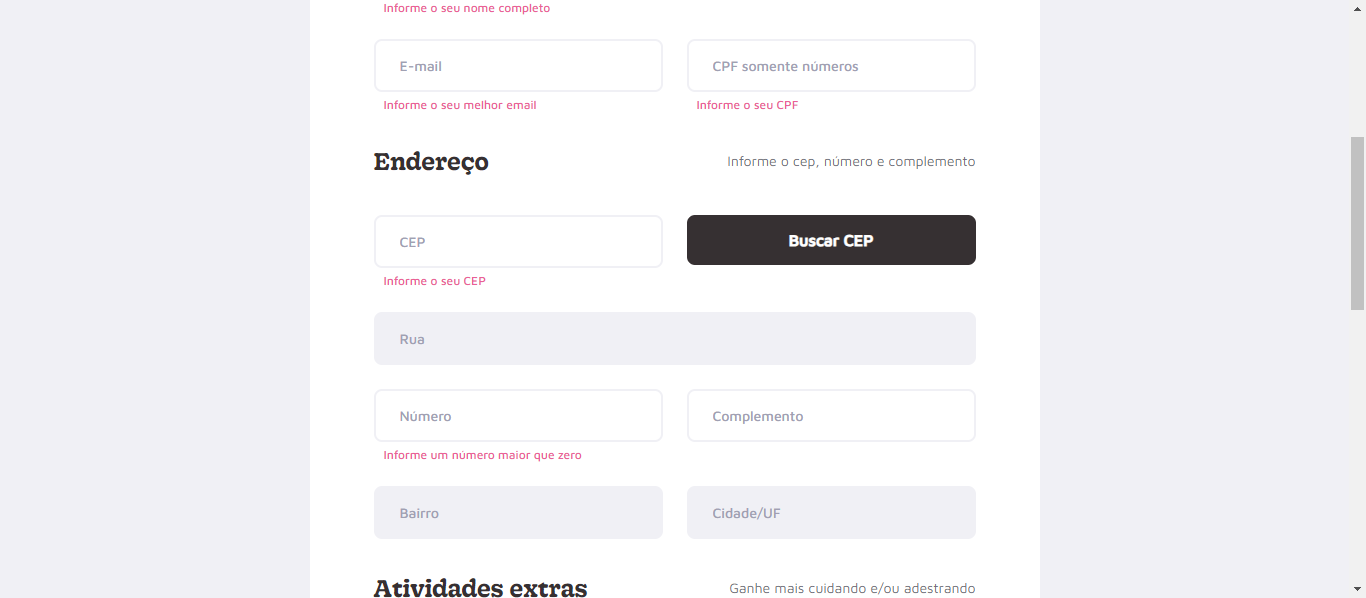 Informe o seu nome completo
E-mail
CPF somente números
Informe o seu melhor email
Informe o seu CPF
Endereço
Informe o cep, número e complemento
CEP
Buscar CEP
Informe o seu CEP
Rua
Número
Complemento
Informe um número maior que zero
Bairro
Cidade/UF
Atividades extras
Ganhe mais cuidando e/ou adestrando